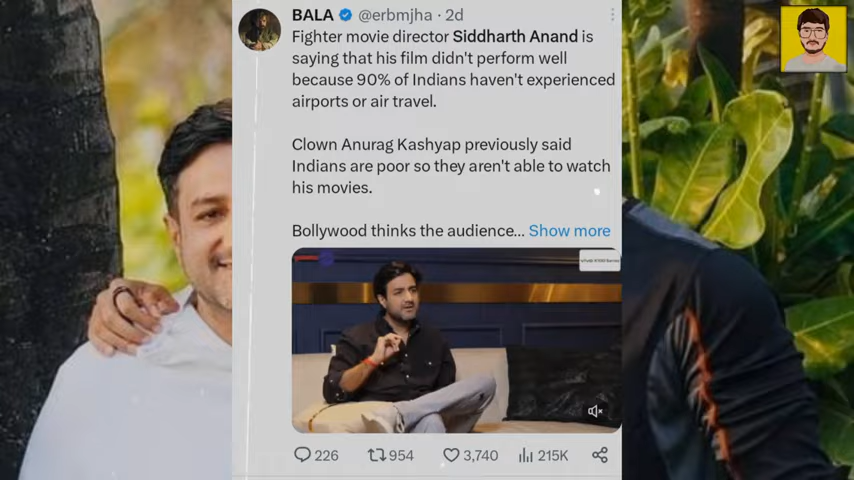 BALA @erbmjha · 2d
Fighter movie director Siddharth Anand is
saying that his film didn't perform well
because 90% of Indians haven't experienced
airports or air travel.
Clown Anurag Kashyap previously said
Indians are poor so they aren't able to watch
his movies.
Bollywood thinks the audience... Show more
226 954 3,740 215K